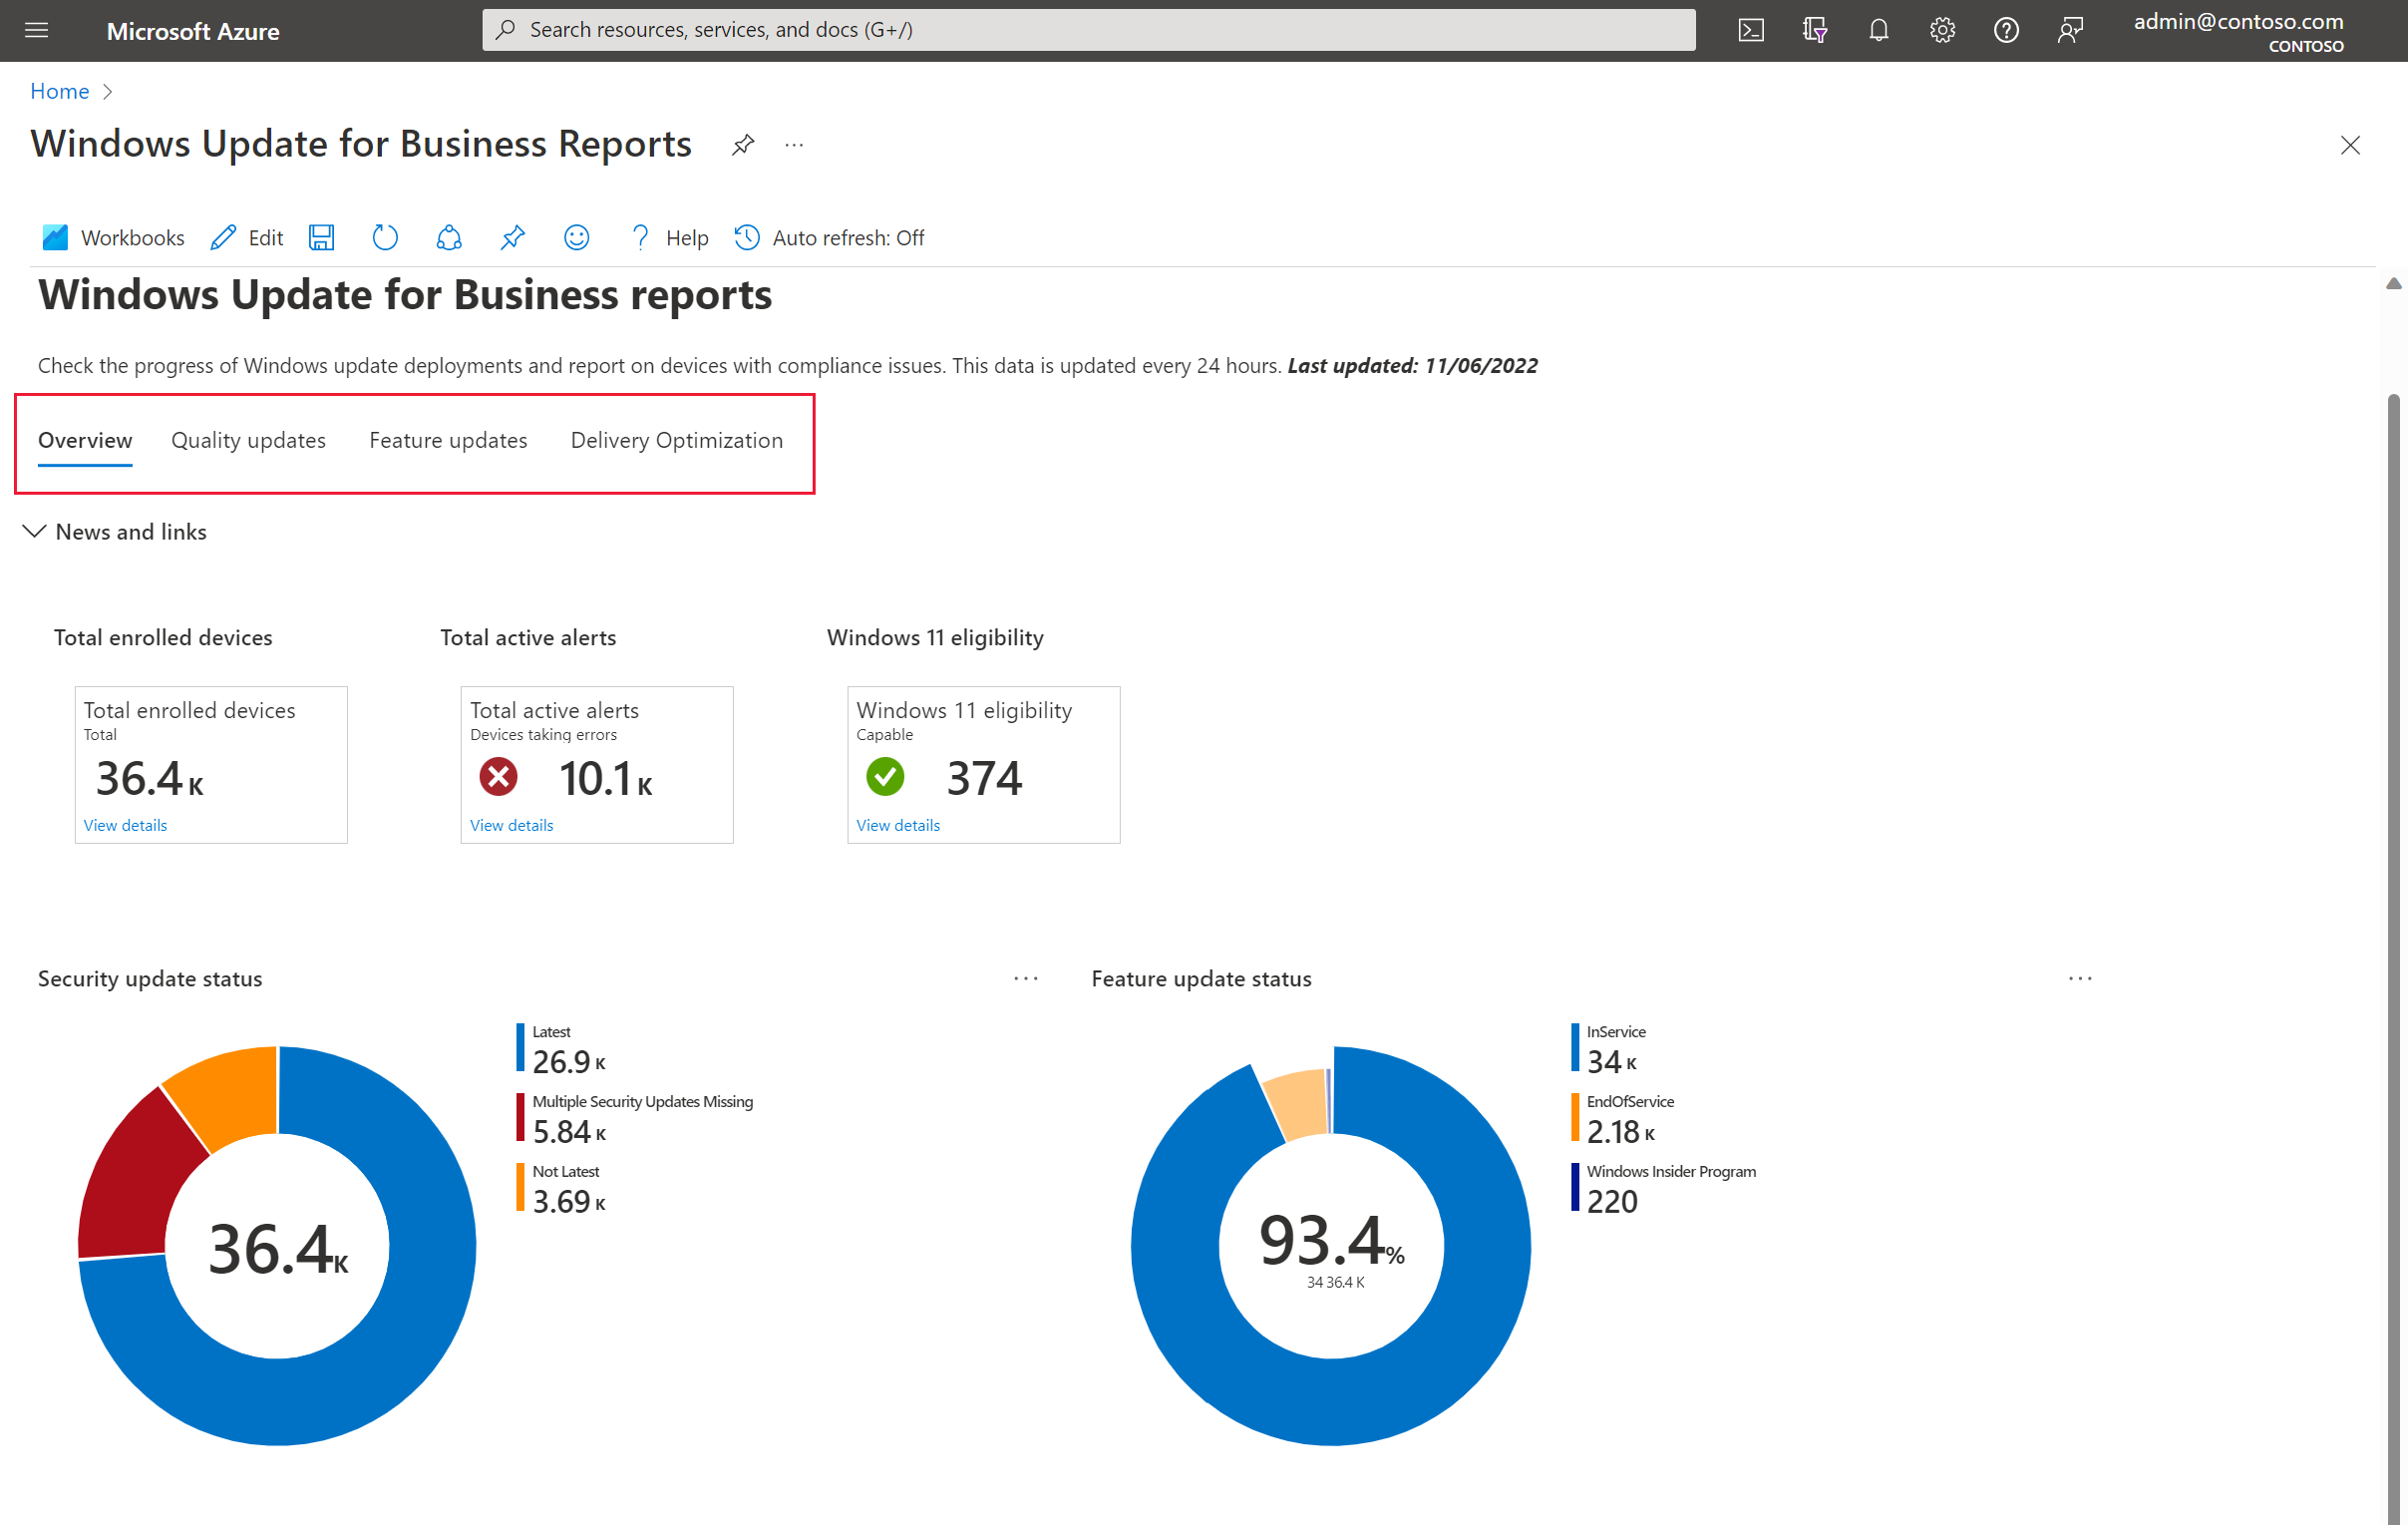 Microsoft Azure
Search resources, services, and docs (G+/)
admin@contoso.com
CONTOSO
Home
Windows Update for Business Reports
Workbooks Edit Help Auto refresh: Off
Windows Update for Business reports
Check the progress of Windows update deployments and report on devices with compliance issues. This data is updated every 24 hours. Last updated: 11/06/2022
Overview Quality updates Feature updates Delivery Optimization
News and links
Total enrolled devices
Total enrolled devices
Total
36.4 K
View details
Total active alerts
Total active alerts
Devices taking errors
10.1 K
View details
Windows 11 eligibility
Windows 11 eligibility
Capable
374
View details
Security update status
36.4 K
Latest
26.9 K
Multiple Security Updates Missing
5.84 K
Not Latest
3.69 K
Feature update status
93.4 %
34 36.4 K
InService
34 K
EndOfService
2.18 K
Windows Insider Program
220